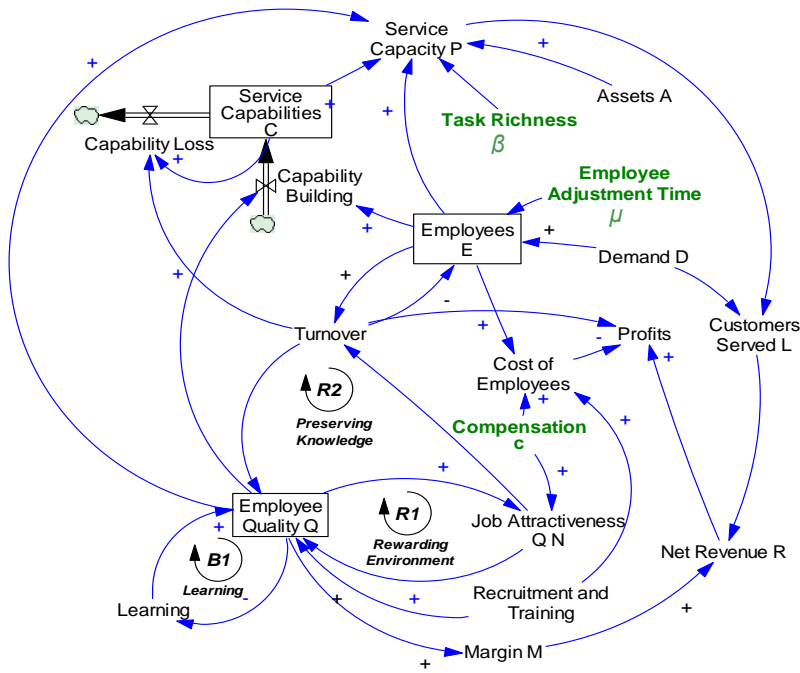 Service
Capacity P
+
+
Assets A
Service
Capabilities
C
+
+
Task Richness
β
Capability Loss
+
Capability
Building
Employee
Adjustment Time
μ
+
Employees
E
+
Demand D
+
+
-
Turnover
+
Profits
-
+
Customers
Served L
R2
Preserving
Knowledge
Cost of
Employees
+
+
Compensation
c
+
+
Employee
Quality Q
+
R1
Rewarding
Environment
Job Attractiveness
Q N
Net Revenue R
B1
Learning
Learning
-
+
+
Recruitment and
Training
+
+
Margin M